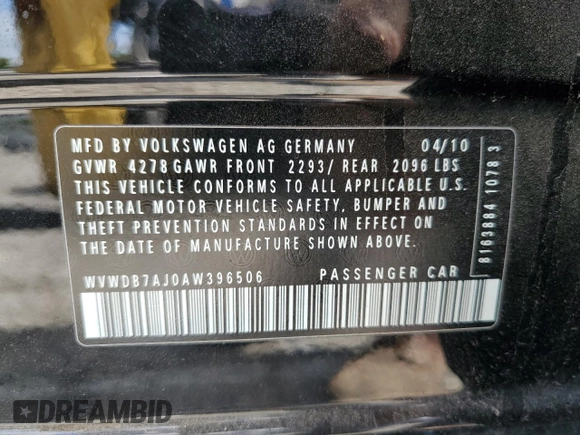 MFD BY VOLKSWAGEN AG GERMANY 04/10
GVWR 4278 GAWR FRONT 2293/ REAR 2096 LBS
THIS VEHICLE CONFORMS TO ALL APPLICABLE U.S.
FEDERAL MOTOR VEHICLE SAFETY, BUMPER AND
THEFT PREVENTION STANDARDS IN EFFECT ON
THE DATE OF MANUFACTURE SHOWN ABOVE.
WVWDB7AJ0AW396506 PASSENGER CAR
8163884 1078 3
DREAMBID